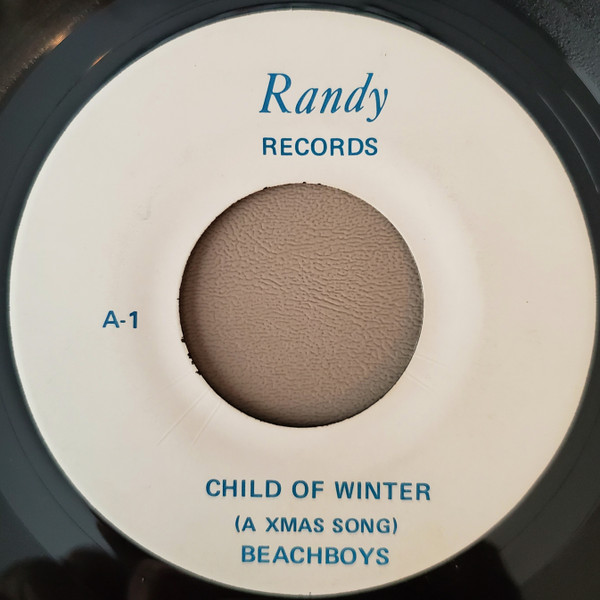 Randy
RECORDS
A-1
CHILD OF WINTER
(A XMAS SONG)
BEACHBOYS